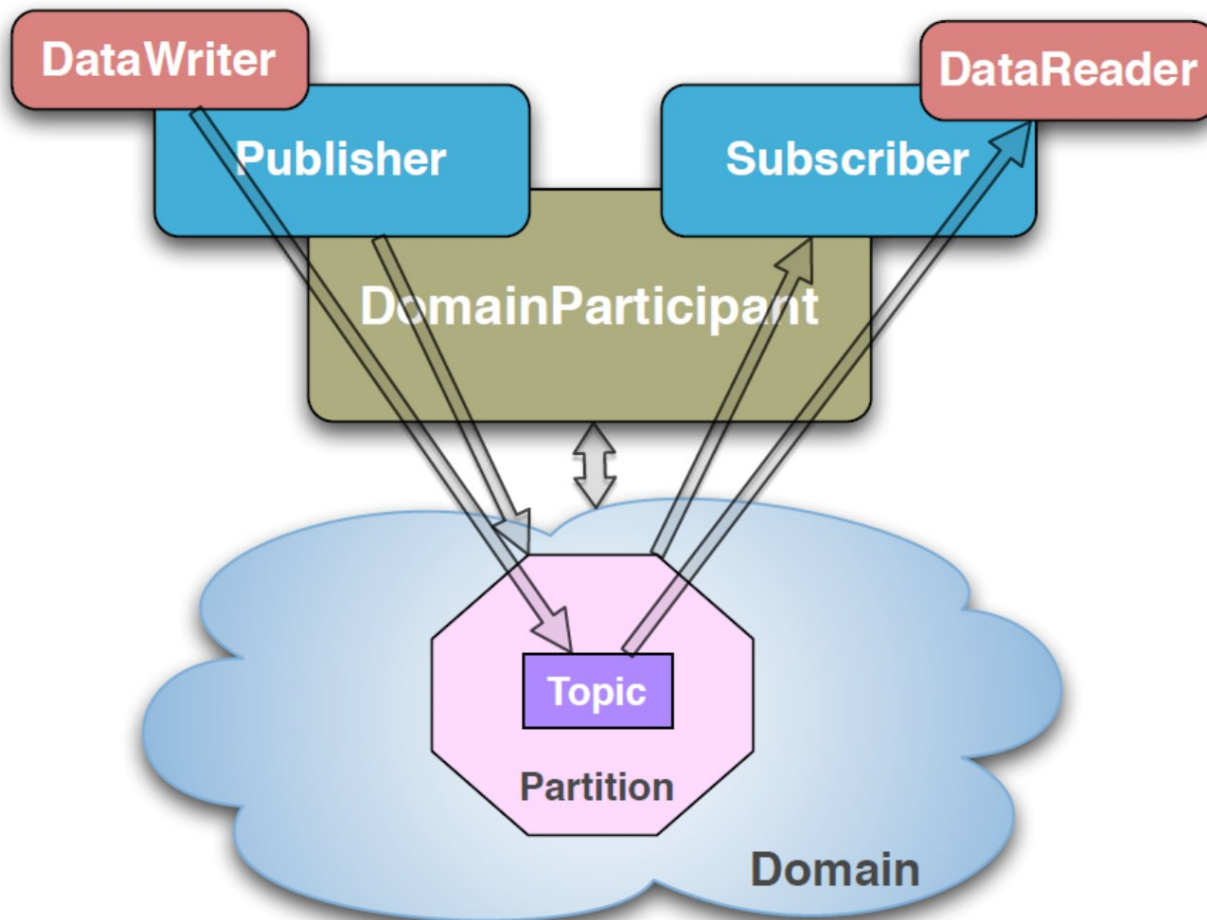 DataWriter
DataReader
Publisher
Subscriber
DomainParticipant
Topic
Partition
Domain